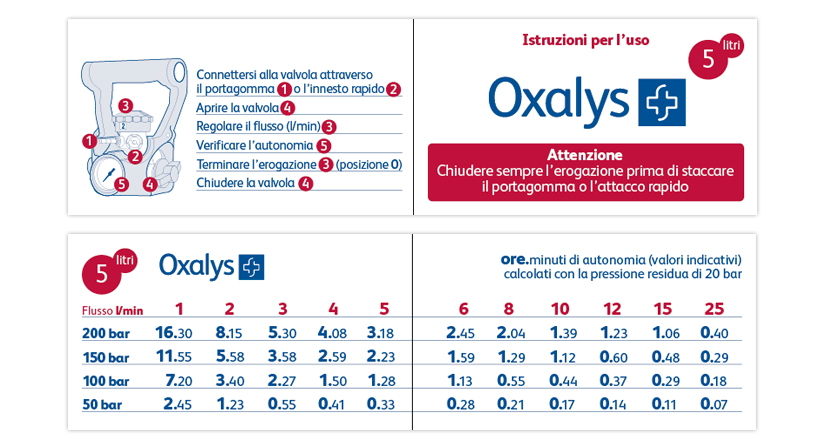 Connettersi alla valvola attraverso
il portagomma 1 o l'innesto rapido 2
Aprire la valvola 4
Regolare il flusso (l/min) 3
Verificare l'autonomia 5
Terminare l'erogazione 3 (posizione 0)
Chiudere la valvola 4
3
2
1
2
5
4
Istruzioni per l'uso
5 litri
Oxalys
Attenzione
Chiudere sempre l'erogazione prima di staccare
il portagomma o l'attacco rapido
5 litri
Oxalys
ore.minuti di autonomia (valori indicativi)
calcolati con la pressione residua di 20 bar
Flusso l/min 1 2 3 4 5 6 8 10 12 15 25
200 bar 16.30 8.15 5.30 4.08 3.18 2.45 2.04 1.39 1.23 1.06 0.40
150 bar 11.55 5.58 3.58 2.59 2.23 1.59 1.29 1.12 0.60 0.48 0.29
100 bar 7.20 3.40 2.27 1.50 1.28 1.13 0.55 0.44 0.37 0.29 0.18
50 bar 2.45 1.23 0.55 0.41 0.33 0.28 0.21 0.17 0.14 0.11 0.07